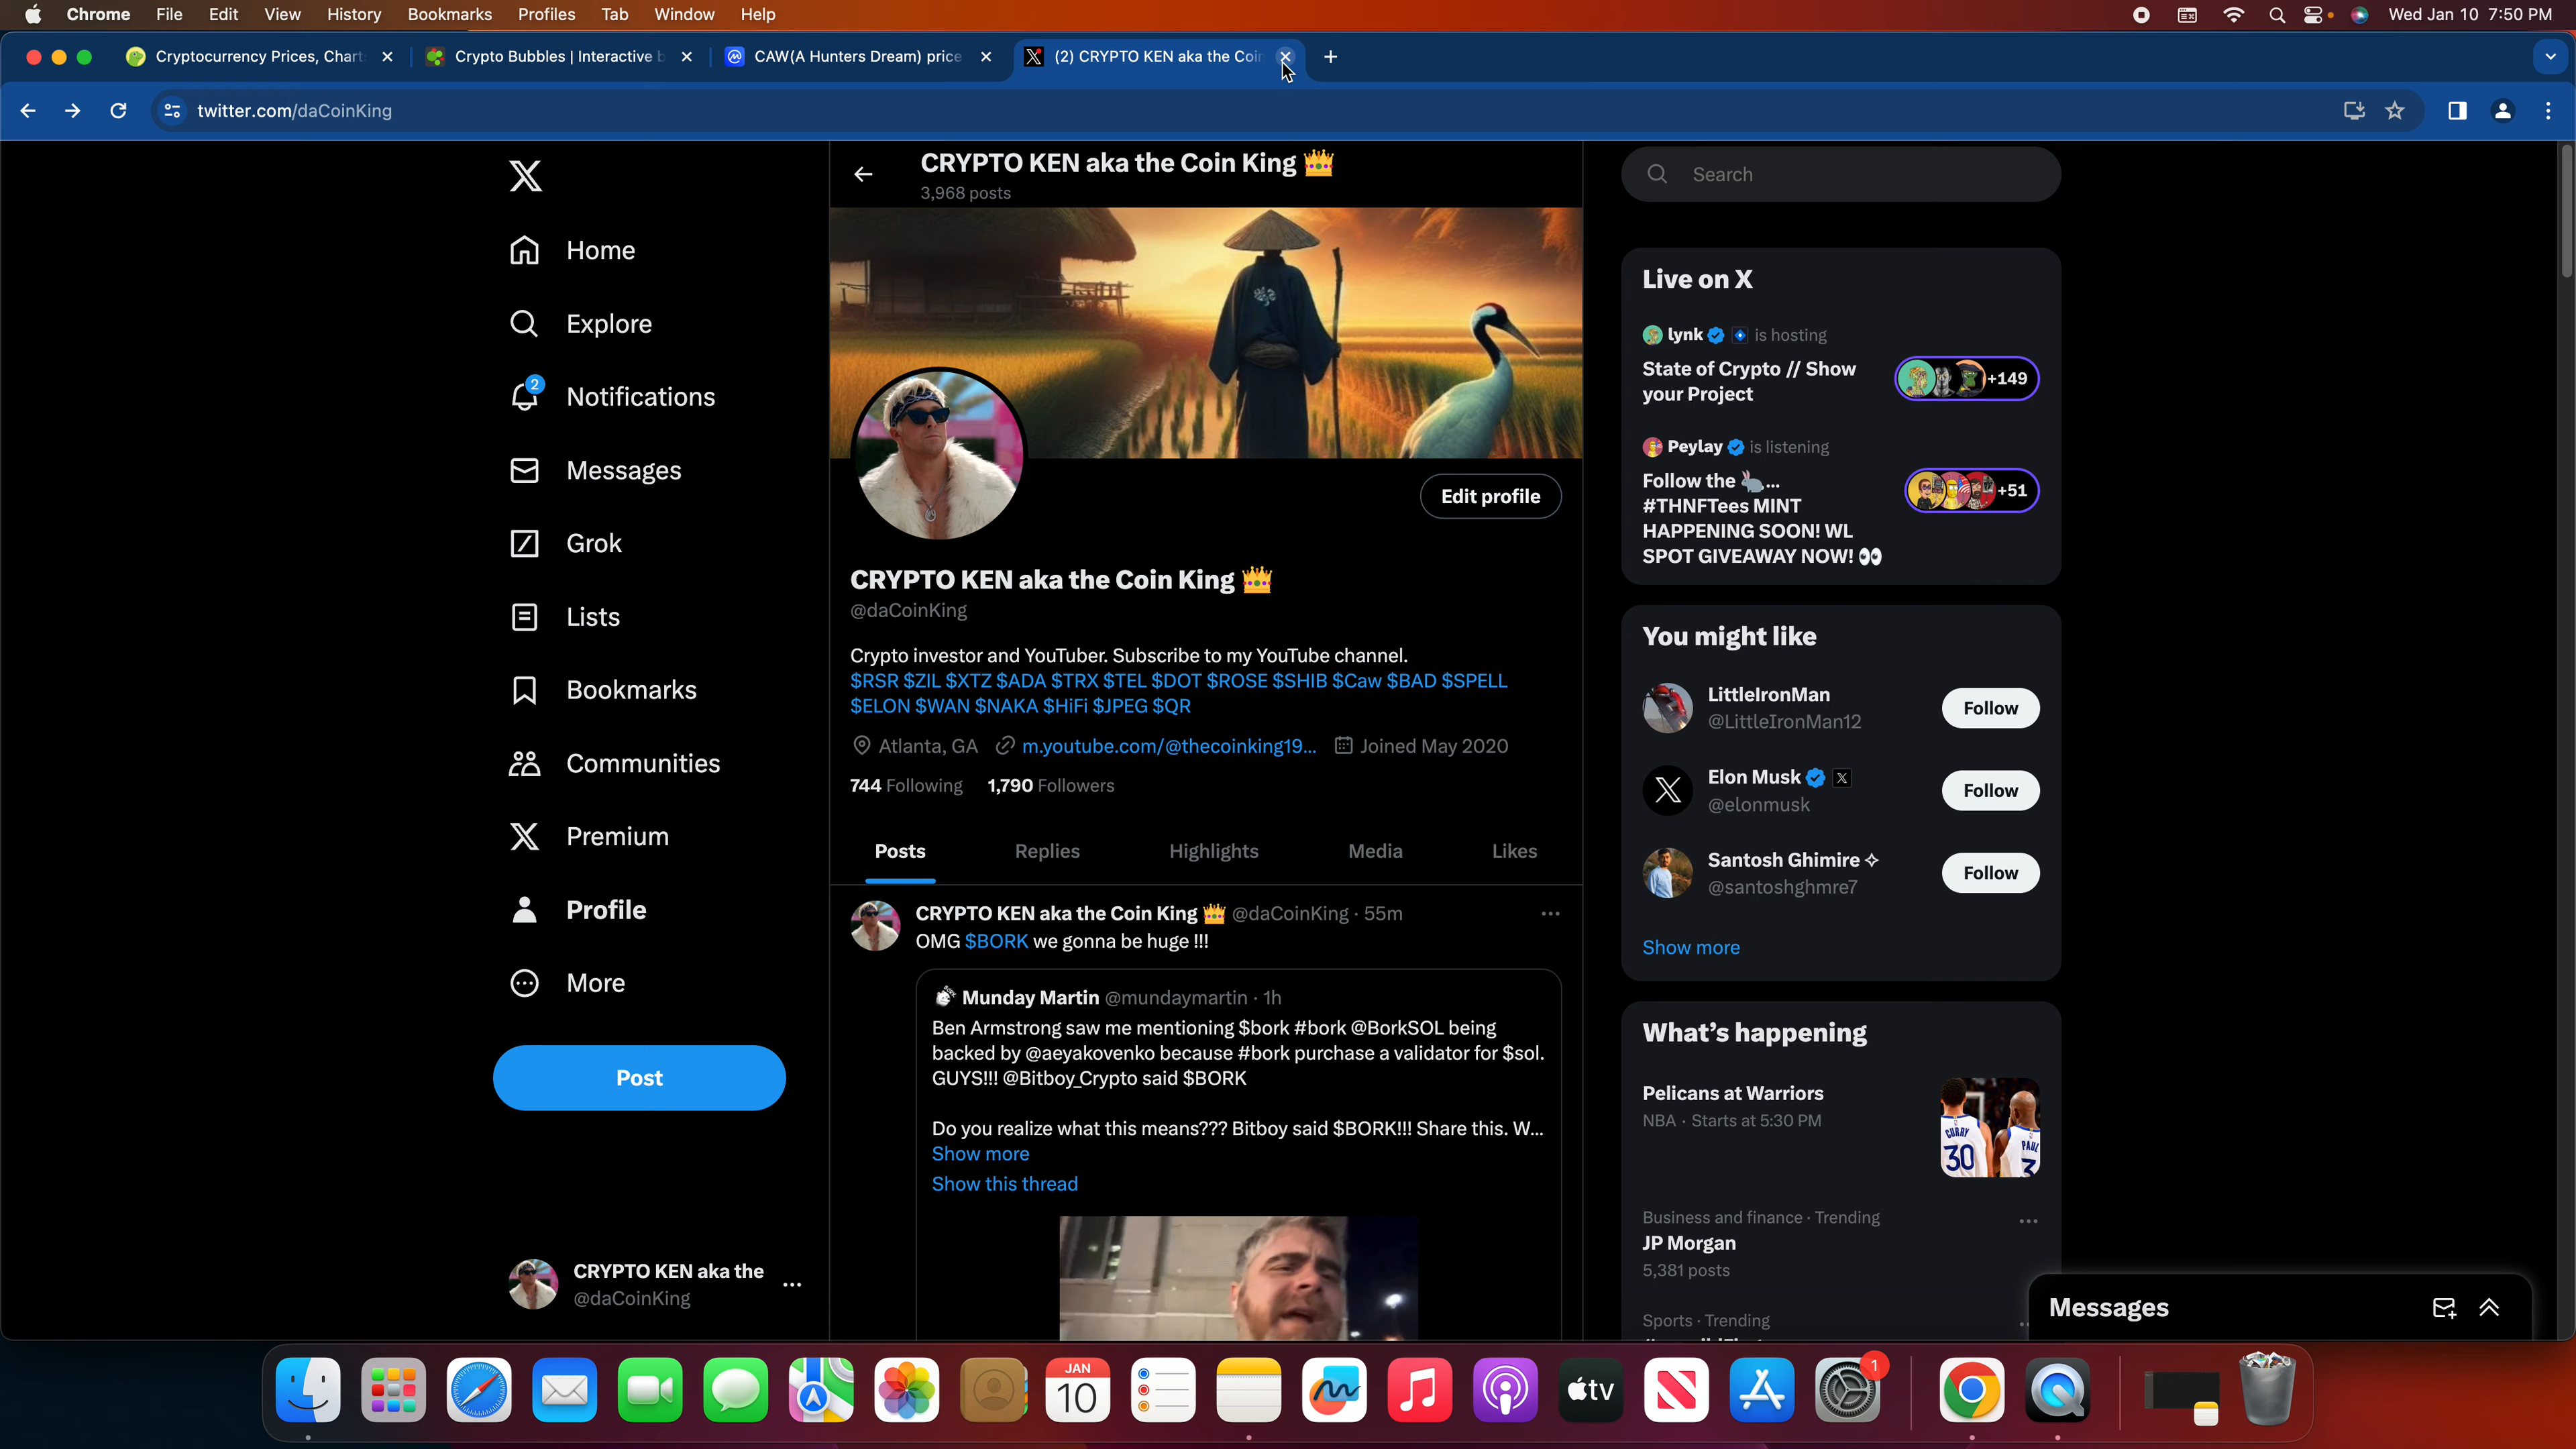 Chrome File Edit View History Bookmarks Profiles Tab Window Help
Wed Jan 10 7:50 PM
Cryptocurrency Prices, Chart
Crypto Bubbles | Interactive b
CAW(A Hunters Dream) price
(2) CRYPTO KEN aka the Coin
twitter.com/daCoinKing
Home
Explore
2
Notifications
Messages
Grok
Lists
Bookmarks
Communities
Premium
Profile
More
Post
CRYPTO KEN aka the
@daCoinKing
CRYPTO KEN aka the Coin King 👑
3,968 posts
Edit profile
CRYPTO KEN aka the Coin King 👑
@daCoinKing
Crypto investor and YouTuber. Subscribe to my YouTube channel.
$RSR $ZIL $XTZ $ADA $TRX $TEL $DOT $ROSE $SHIB $Caw $BAD $SPELL
$ELON $WAN $NAKA $HiFi $JPEG $QR
Atlanta, GA m.youtube.com/@thecoinking19... Joined May 2020
744 Following 1,790 Followers
Posts Replies Highlights Media Likes
CRYPTO KEN aka the Coin King 👑 @daCoinKing · 55m
OMG $BORK we gonna be huge !!!
Munday Martin @mundaymartin · 1h
Ben Armstrong saw me mentioning $bork #bork @BorkSOL being
backed by @aeyakovenko because #bork purchase a validator for $sol.
GUYS!!! @Bitboy_Crypto said $BORK
Do you realize what this means??? Bitboy said $BORK!!! Share this. W...
Show more
Show this thread
Search
Live on X
lynk is hosting
State of Crypto // Show
your Project
+149
Peylay is listening
Follow the 🐇...
#THNFTees MINT
HAPPENING SOON! WL
SPOT GIVEAWAY NOW! 👀
+51
You might like
LittleIronMan
@LittleIronMan12
Follow
Elon Musk
@elonmusk
Follow
Santosh Ghimire ✧
@santoshghmre7
Follow
Show more
What's happening
Pelicans at Warriors
NBA · Starts at 5:30 PM
CURRY
30
PAUL
3
Business and finance · Trending
JP Morgan
5,381 posts
Sports · Trending
Messages
JAN
10
tv
1